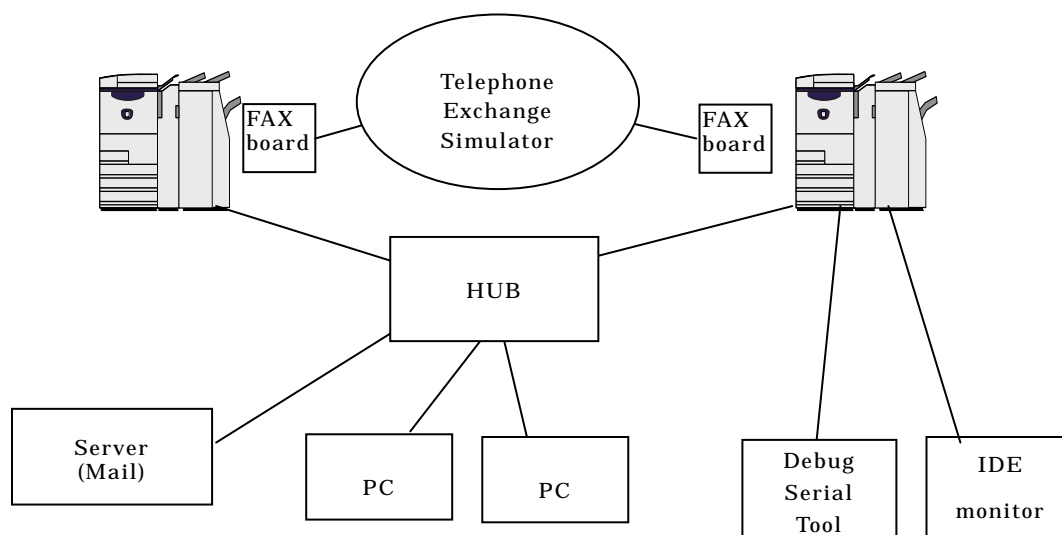 Telephone
Exchange
Simulator
FAX
board
FAX
board
HUB
Server
(Mail)
PC
PC
Debug
Serial
Tool
IDE
monitor